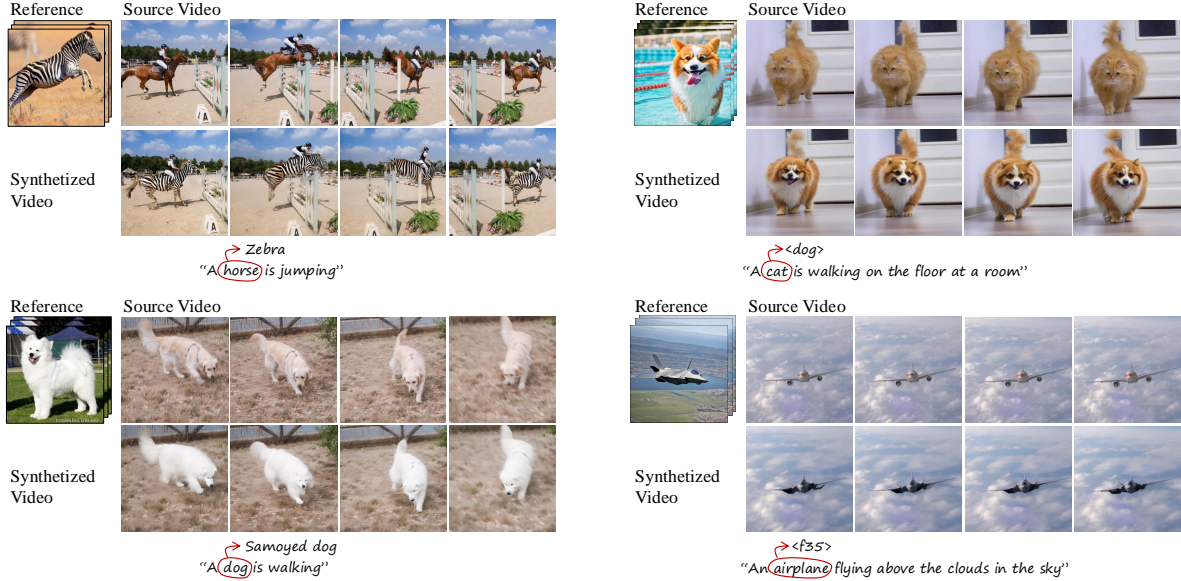 Reference Source Video
Synthetized
Video
Zebra
“A horse is jumping”
Reference Source Video
Synthetized
Video
<dog>
“A cat is walking on the floor at a room”
Reference Source Video
Synthetized
Video
Samoyed dog
“A dog is walking”
Reference Source Video
Synthetized
Video
<f35>
“An airplane flying above the clouds in the sky”